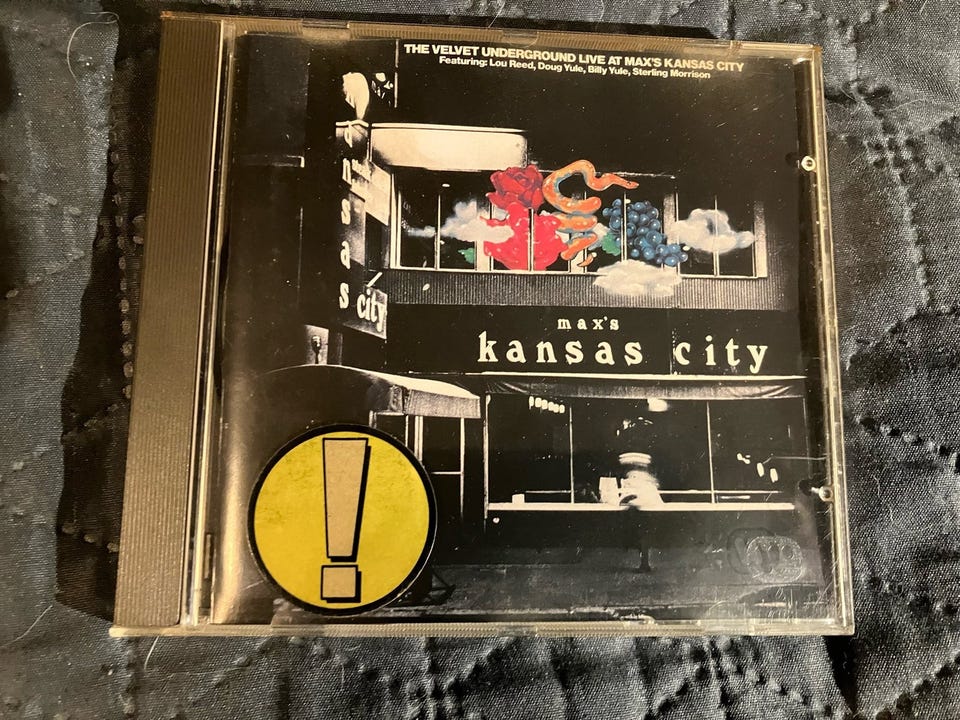 THE VELVET UNDERGROUND LIVE AT MAX'S KANSAS CITY
Featuring: Lou Reed, Doug Yule, Billy Yule, Sterling Morrison
nsas
city
max's
kansas city
!